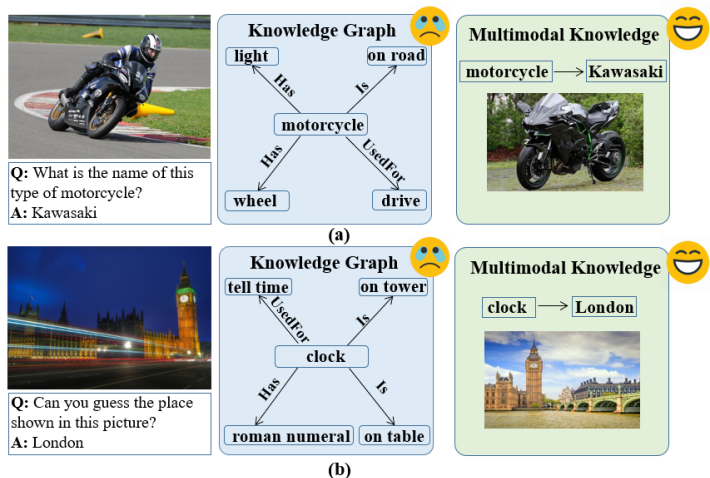 Knowledge Graph
light
on road
Has
Is
motorcycle
Has
UsedFor
wheel
drive
Multimodal Knowledge
motorcycle
Kawasaki
Q: What is the name of this
type of motorcycle?
A: Kawasaki
(a)
Knowledge Graph
tell time
on tower
UsedFor
Is
clock
Has
Is
roman numeral
on table
Multimodal Knowledge
clock
London
Q: Can you guess the place
shown in this picture?
A: London
(b)